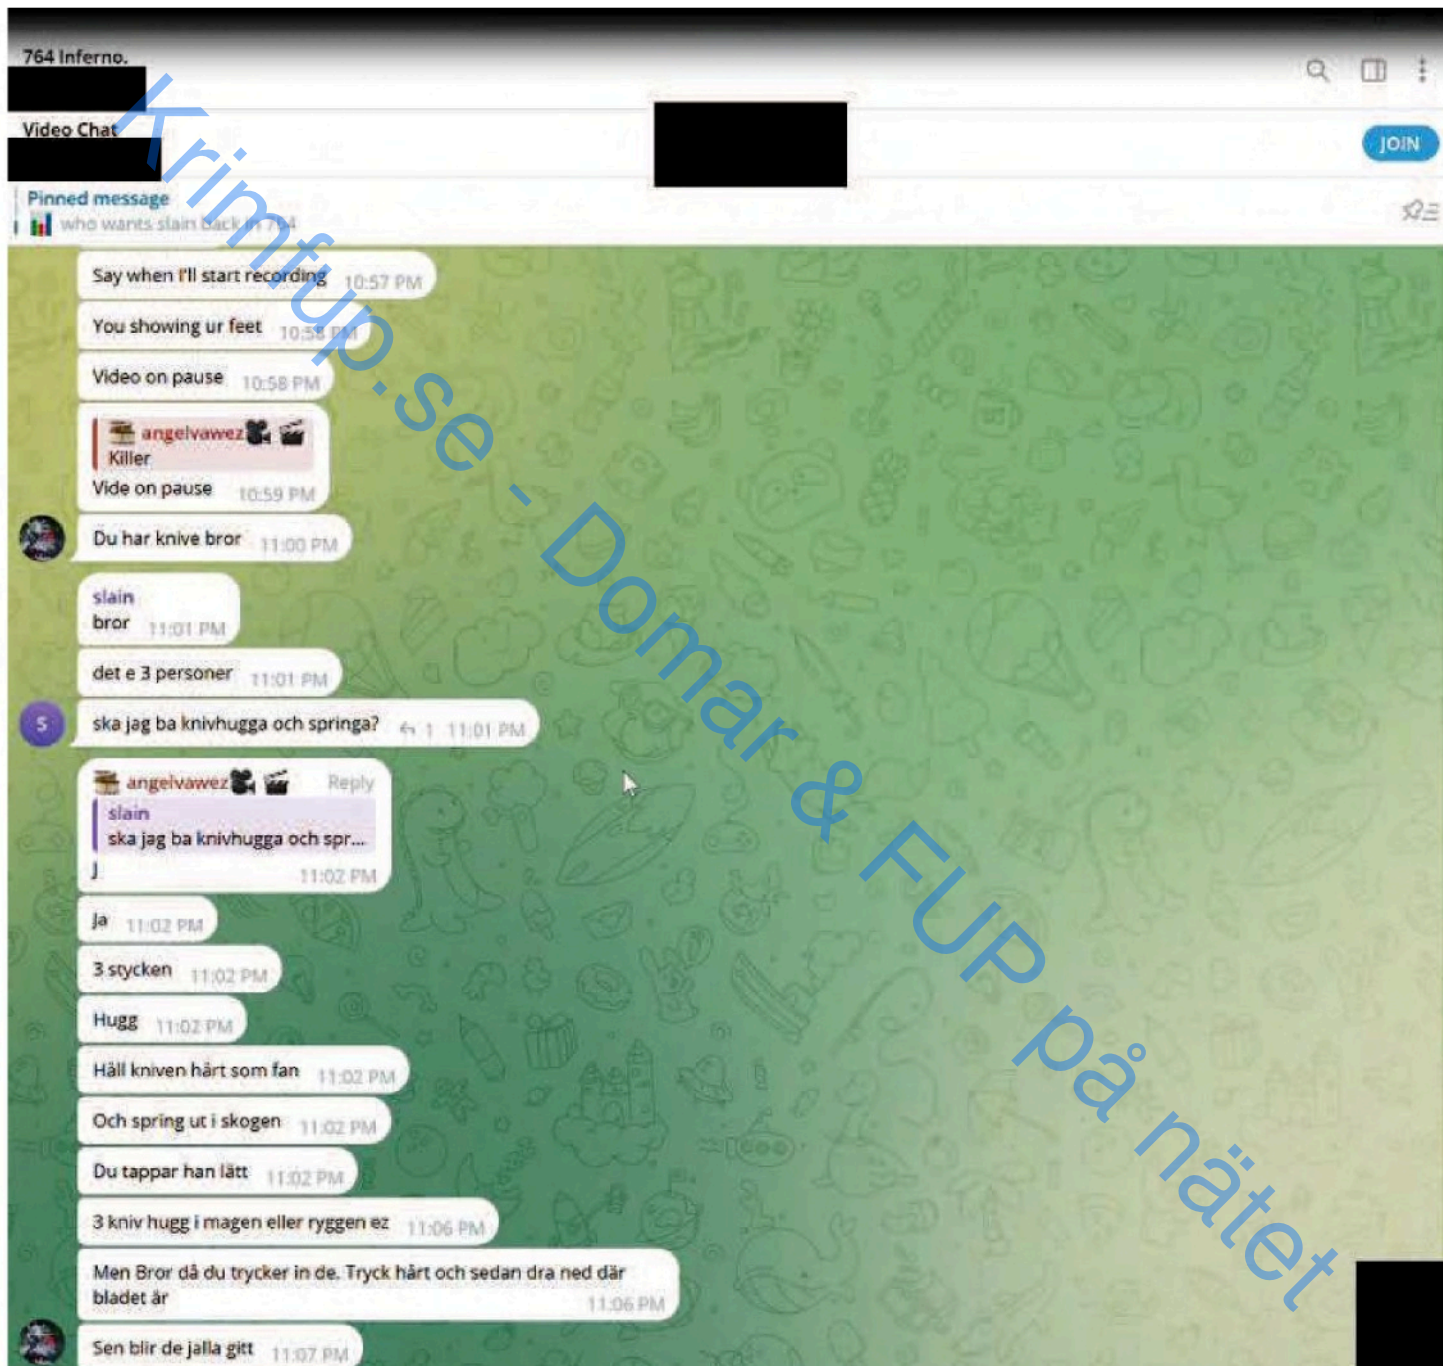 764 Inferno.
Video Chat
JOIN
Pinned message
who wants slain back in 764
Say when I'll start recording 10:57 PM
You showing ur feet 10:58 PM
Video on pause 10:58 PM
angelvawez
Killer
Vide on pause 10:59 PM
Du har knive bror 11:00 PM
slain
bror 11:01 PM
det e 3 personer 11:01 PM
S
ska jag ba knivhugga och springa? 1 11:01 PM
angelvawez Reply
slain
ska jag ba knivhugga och spr...
J 11:02 PM
Ja 11:02 PM
3 stycken 11:02 PM
Hugg 11:02 PM
Håll kniven hårt som fan 11:02 PM
Och spring ut i skogen 11:02 PM
Du tappar han lätt 11:02 PM
3 kniv hugg i magen eller ryggen ez 11:06 PM
Men Bror då du trycker in de. Tryck hårt och sedan dra ned där
bladet är 11:06 PM
Sen blir de jalla gitt 11:07 PM
Krimfup.se - Domar & FUP på nätet